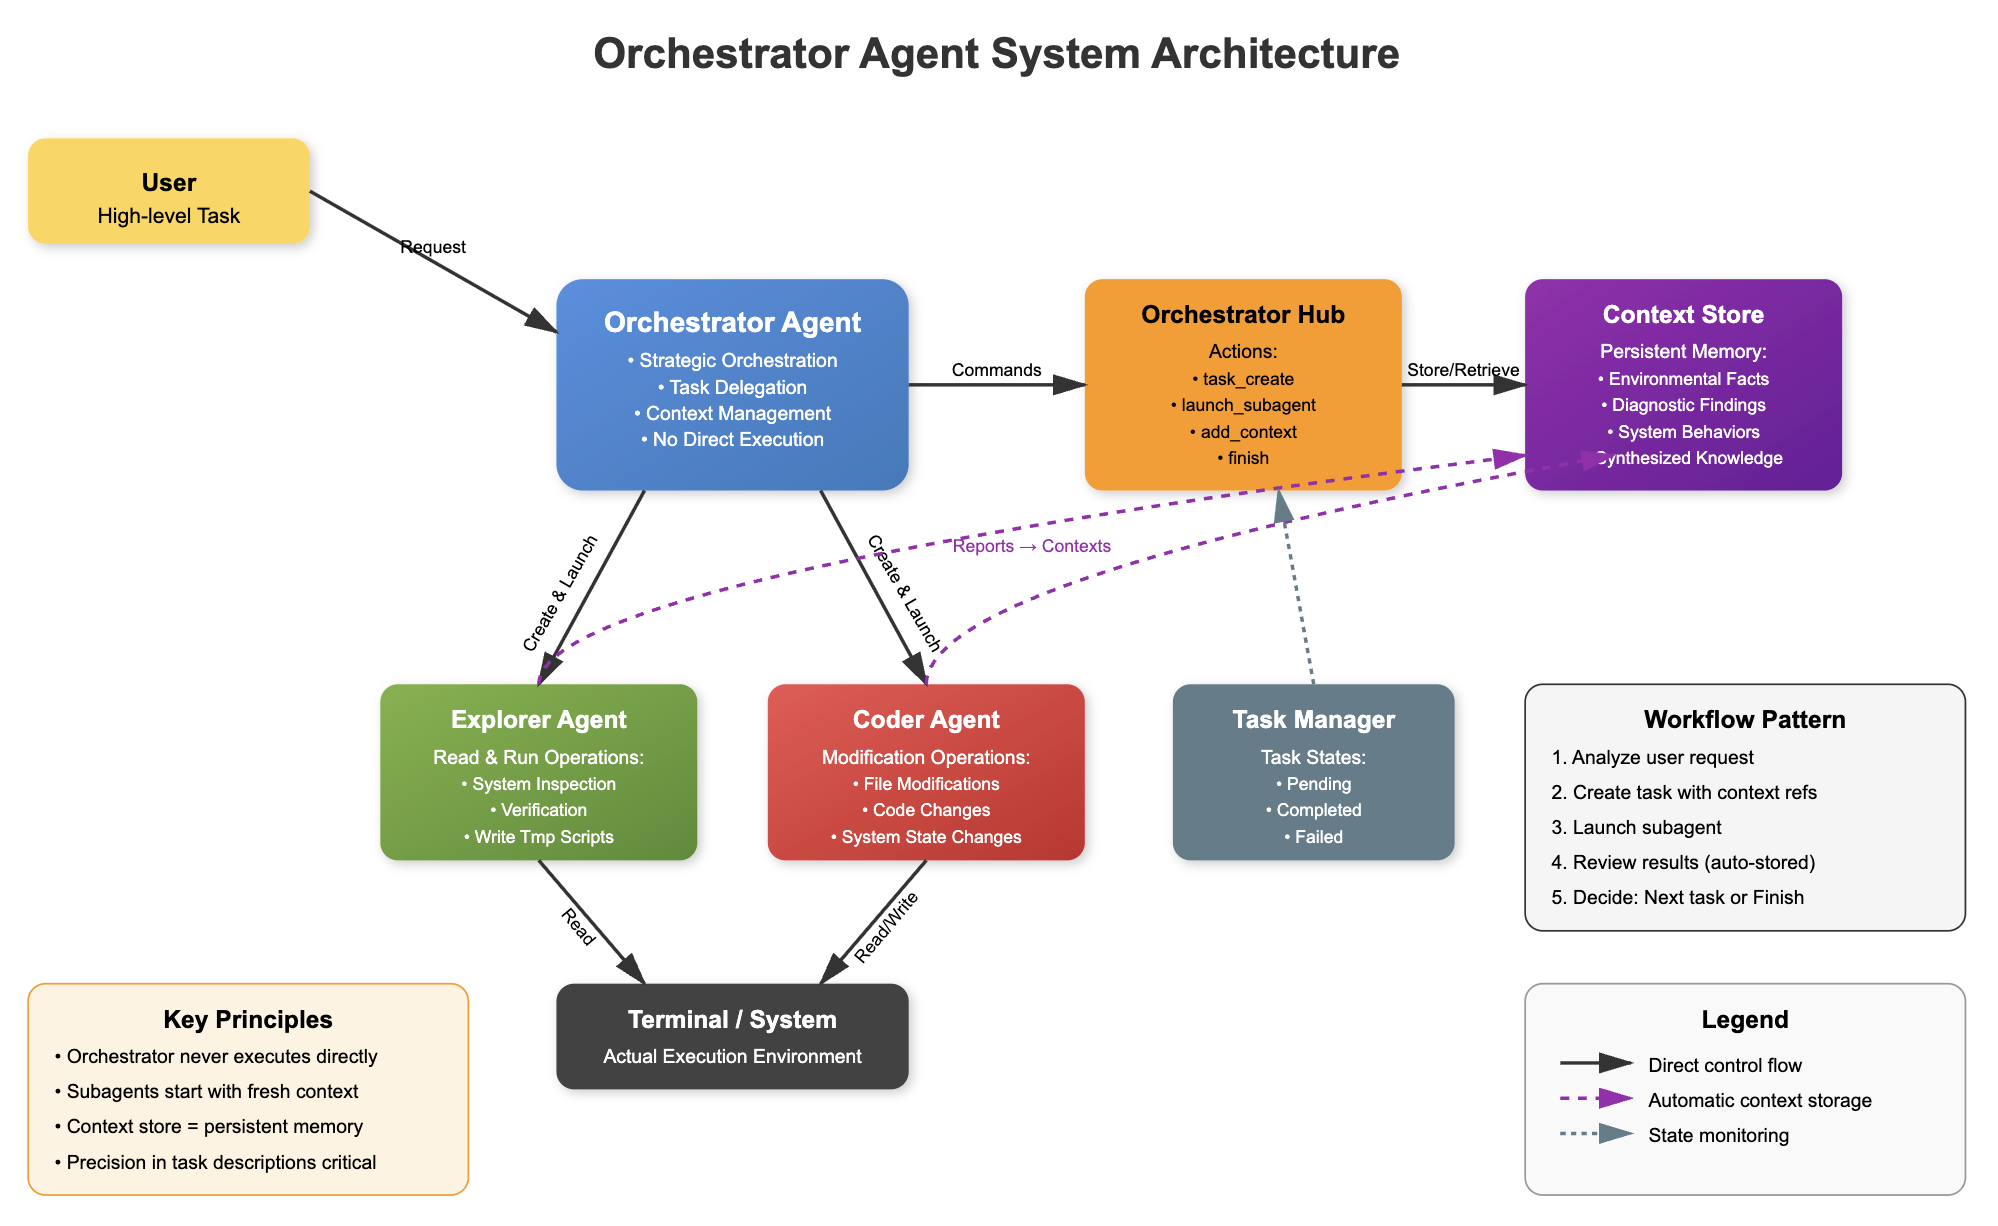 Orchestrator Agent System Architecture
User
High-level Task
Request
Orchestrator Agent
• Strategic Orchestration
• Task Delegation
• Context Management
• No Direct Execution
Commands
Orchestrator Hub
Actions:
• task_create
• launch_subagent
• add_context
• finish
Store/Retrieve
Context Store
Persistent Memory:
• Environmental Facts
• Diagnostic Findings
• System Behaviors
Synthesized Knowledge
Create & Launch
Create & Launch
Reports → Contexts
Explorer Agent
Read & Run Operations:
• System Inspection
• Verification
• Write Tmp Scripts
Coder Agent
Modification Operations:
• File Modifications
• Code Changes
• System State Changes
Task Manager
Task States:
• Pending
• Completed
• Failed
Workflow Pattern
1. Analyze user request
2. Create task with context refs
3. Launch subagent
4. Review results (auto-stored)
5. Decide: Next task or Finish
Read
Read/Write
Terminal / System
Actual Execution Environment
Key Principles
• Orchestrator never executes directly
• Subagents start with fresh context
• Context store = persistent memory
• Precision in task descriptions critical
Legend
Direct control flow
Automatic context storage
State monitoring